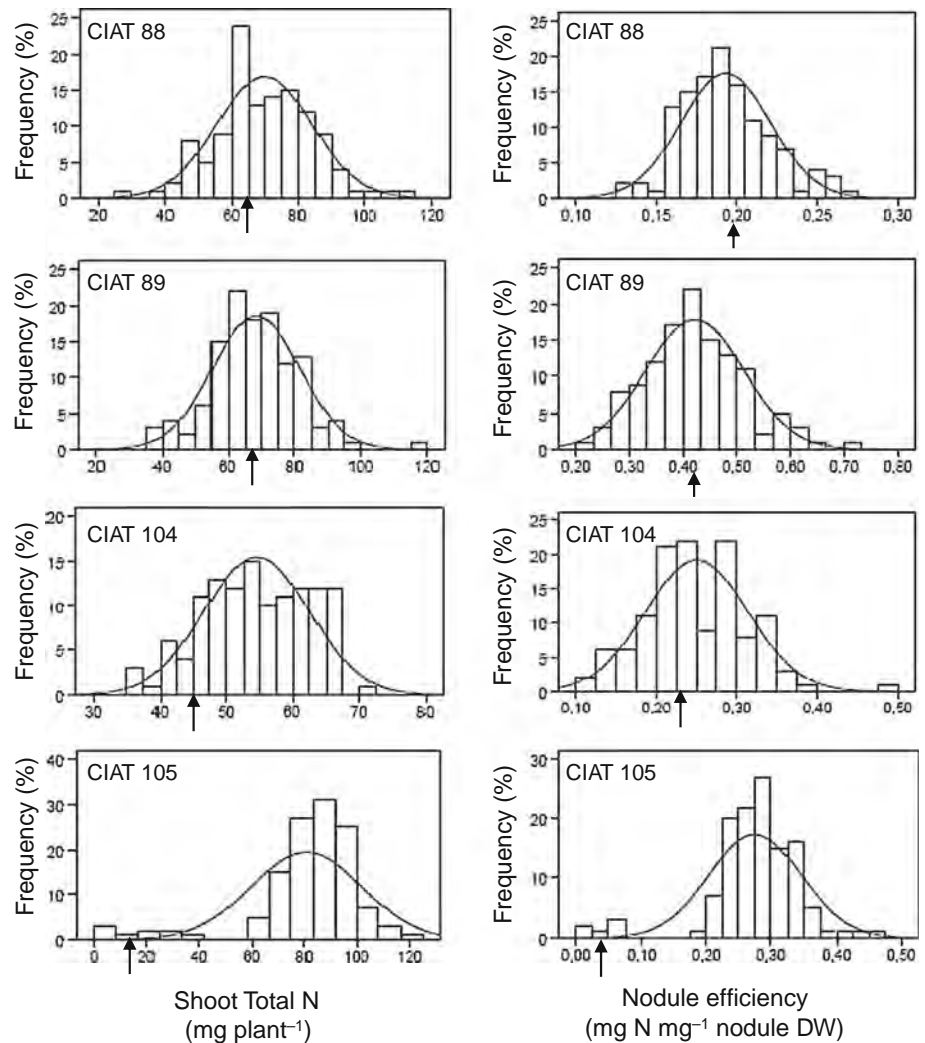 CIAT 88
Frequency (%)
25
20
15
10
5
0
20 40 60 80 100 120
CIAT 88
Frequency (%)
25
20
15
10
5
0
0,10 0,15 0,20 0,25 0,30
CIAT 89
Frequency (%)
25
20
15
10
5
0
20 40 60 80 100 120
CIAT 89
Frequency (%)
25
20
15
10
5
0
0,20 0,30 0,40 0,50 0,60 0,70 0,80
CIAT 104
Frequency (%)
20
15
10
5
0
30 40 50 60 70 80
CIAT 104
Frequency (%)
25
20
15
10
5
0
0,10 0,20 0,30 0,40 0,50
CIAT 105
Frequency (%)
40
30
20
10
0
0 20 40 60 80 100 120
CIAT 105
Frequency (%)
30
20
10
0
0,00 0,10 0,20 0,30 0,40 0,50
Shoot Total N
(mg plant⁻¹)
Nodule efficiency
(mg N mg⁻¹ nodule DW)